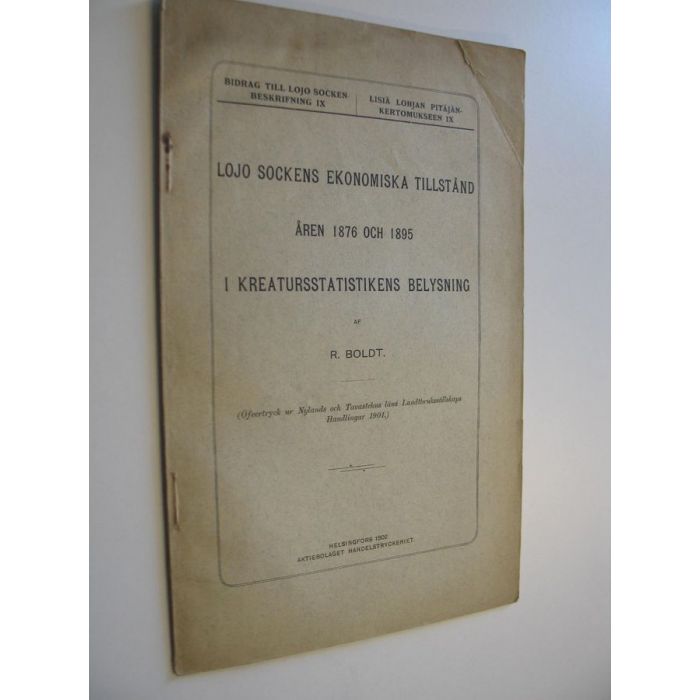 BIDRAG TILL LOJO SOCKEN-
BESKRIFNING IX
LISIÄ LOHJAN PITÄJÄN-
KERTOMUKSEEN IX
LOJO SOCKENS EKONOMISKA TILLSTÅND
ÅREN 1876 OCH 1895
I KREATURSSTATISTIKENS BELYSNING
AF
R. BOLDT.
(Öfvertryck ur Nylands och Tavastehus läns Landtbrukssällskaps
Handlingar 1901.)
HELSINGFORS 1902
AKTIEBOLAGET HANDELSTRYCKERIET.